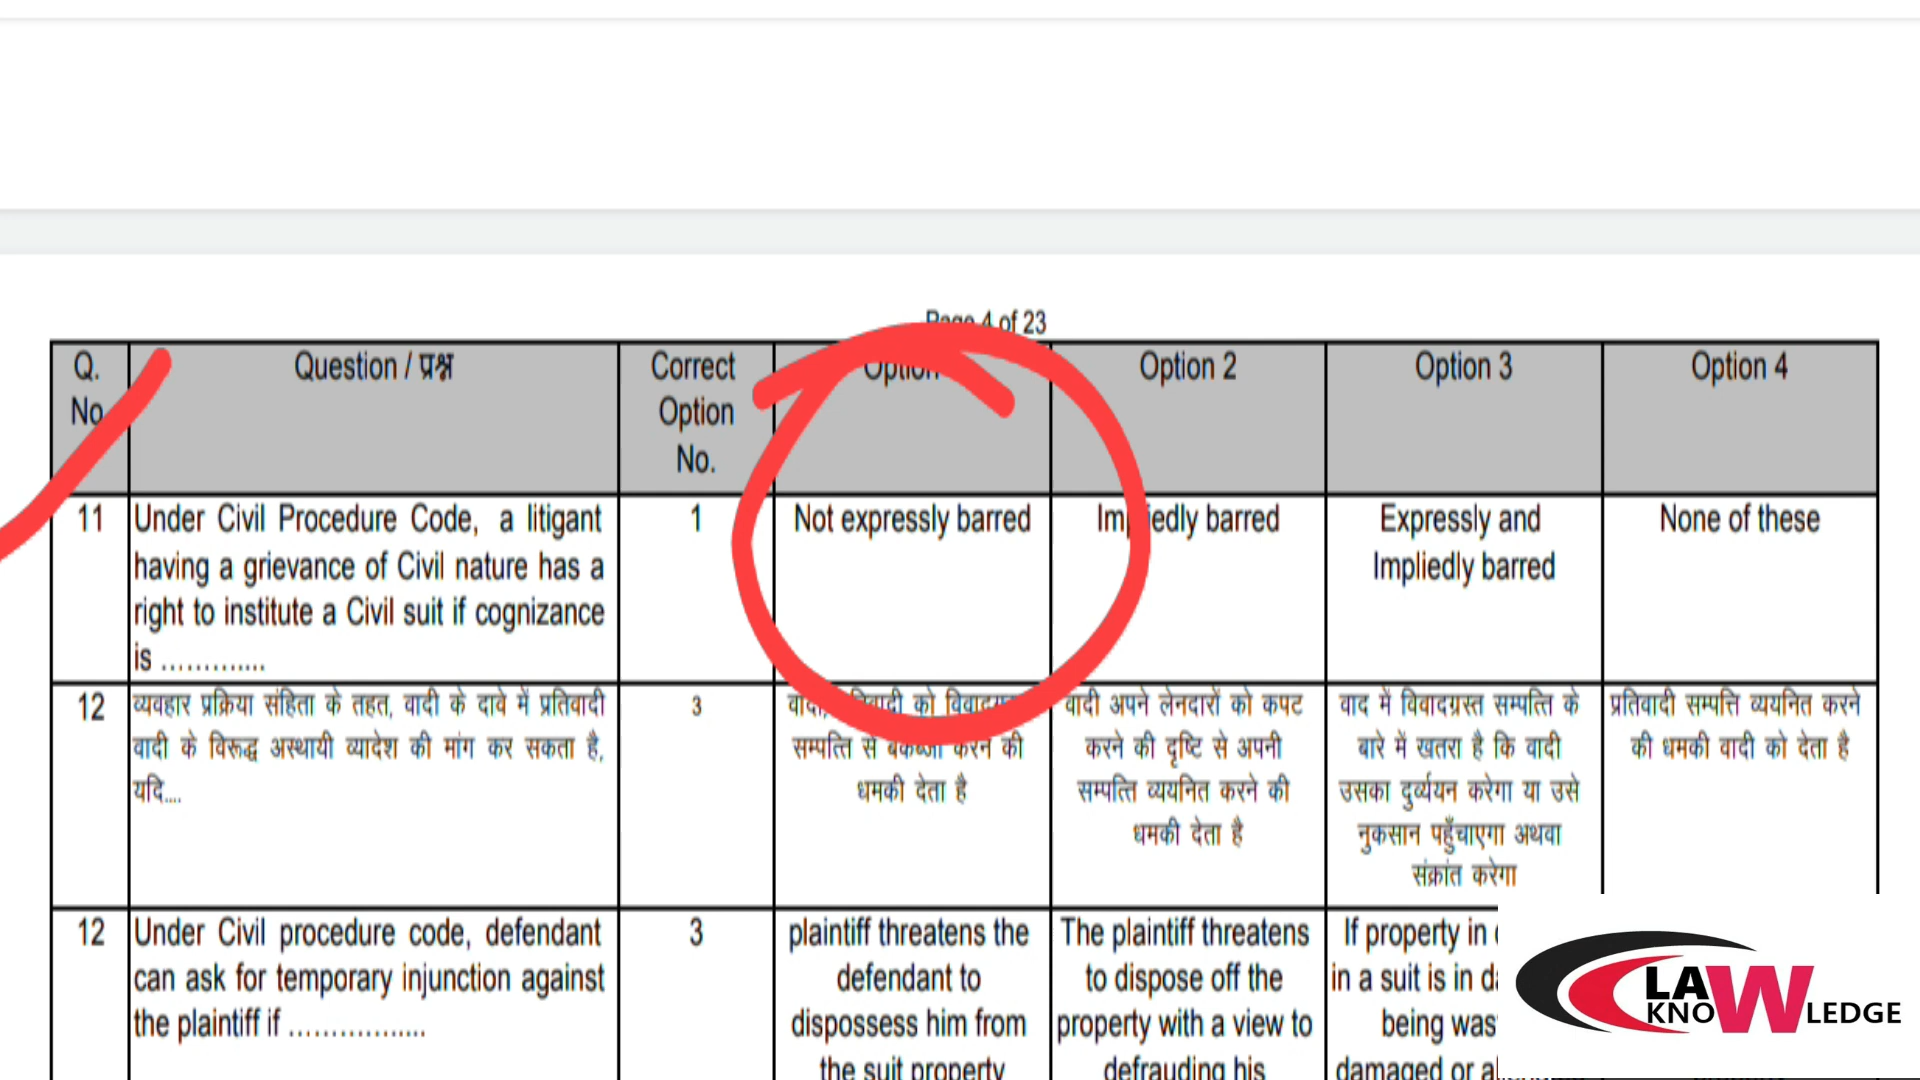 Page 4 of 23
Q.
No.
Question / प्रश्न
Correct
Option
No.
Option
Option 2
Option 3
Option 4
11
Under Civil Procedure Code, a litigant
having a grievance of Civil nature has a
right to institute a Civil suit if cognizance
is ………....
1
Not expressly barred
Impliedly barred
Expressly and
Impliedly barred
None of these
12
व्यवहार प्रक्रिया संहिता के तहत, वादी के दावे में प्रतिवादी
वादी के विरूद्ध अस्थायी व्यादेश की मांग कर सकता है,
यदि....
3
वादी, को
सम्पत्ति से करने की
धमकी देता है
वादी अपने लेनदारों को कपट
करने की दृष्टि से अपनी
सम्पत्ति व्ययनित करने की
धमकी देता है
वाद में विवादग्रस्त सम्पत्ति के
बारे में खतरा है कि वादी
उसका दुर्व्ययन करेगा या उसे
नुकसान पहुँचाएगा अथवा
संक्रांत करेगा
प्रतिवादी सम्पत्ति व्ययनित करने
की धमकी वादी को देता है
12
Under Civil procedure code, defendant
can ask for temporary injunction against
the plaintiff if ……………....
3
plaintiff threatens the
defendant to
dispossess him from
the suit property
The plaintiff threatens
to dispose off the
property with a view to
defrauding his
If property in
in a suit is in
being
damaged or
LAW
KNOWLEDGE